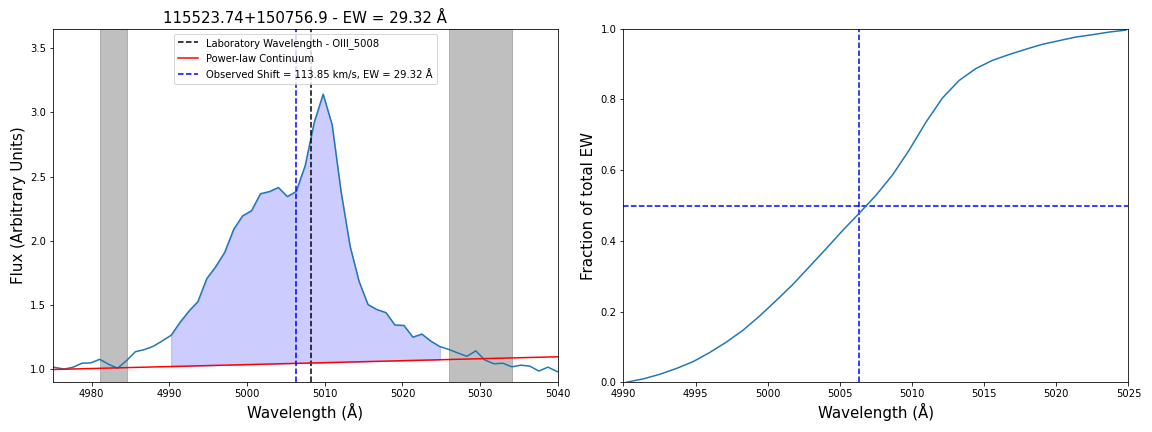 115523.74+150756.9 - EW = 29.32 Å
Laboratory Wavelength - OIII_5008
Power-law Continuum
Observed Shift = 113.85 km/s, EW = 29.32 Å
Flux (Arbitrary Units)
3.5
3.0
2.5
2.0
1.5
1.0
4980 4990 5000 5010 5020 5030 5040
Wavelength (Å)
Fraction of total EW
1.0
0.8
0.6
0.4
0.2
0.0
4990 4995 5000 5005 5010 5015 5020 5025
Wavelength (Å)